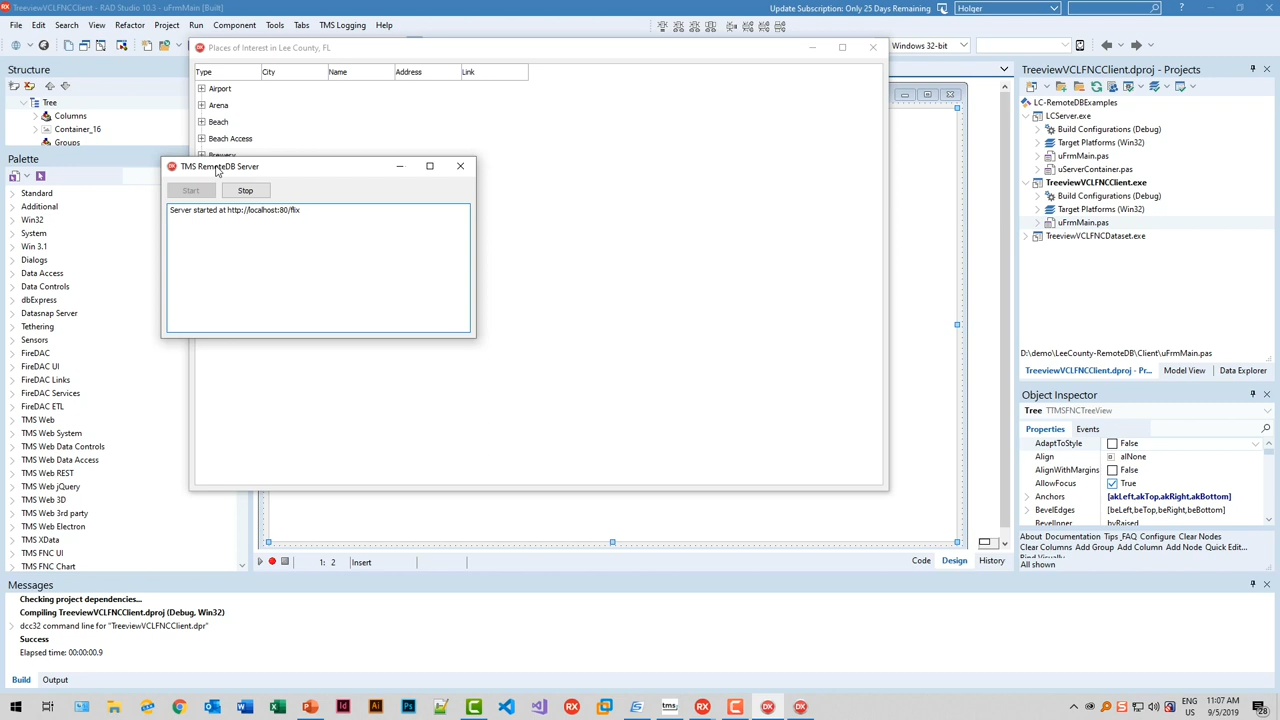 TreeviewVCLFNCClient - RAD Studio 10.3 - uFrmMain [Built]
Update Subscription: Only 25 Days Remaining
Holger
File Edit Search View Refactor Project Run Component Tools Tabs TMS Logging Help
Windows 32-bit
Structure
Tree
Columns
Container_16
Groups
Palette
Standard
Additional
Win32
System
Win 3.1
Dialogs
Data Access
Data Controls
dbExpress
Datasnap Server
Tethering
Sensors
FireDAC
FireDAC UI
FireDAC Links
FireDAC Services
FireDAC ETL
TMS Web
TMS Web System
TMS Web Data Controls
TMS Web Data Access
TMS Web REST
TMS Web jQuery
TMS Web 3D
TMS Web 3rd party
TMS Web Electron
TMS XData
TMS FNC UI
TMS FNC Chart
Places of Interest in Lee County, FL
Type City Name Address Link
Airport
Arena
Beach
Beach Access
Brewery
TMS RemoteDB Server
Start Stop
Server started at http://localhost:80/flix
1: 2 Insert
Code Design History
TreeviewVCLFNCClient.dproj - Projects
LC-RemoteDBExamples
LCServer.exe
Build Configurations (Debug)
Target Platforms (Win32)
uFrmMain.pas
uServerContainer.pas
TreeviewVCLFNCClient.exe
Build Configurations (Debug)
Target Platforms (Win32)
uFrmMain.pas
TreeviewVCLFNCDataset.exe
D:\demo\LeeCounty-RemoteDB\Client\uFrmMain.pas
TreeviewVCLFNCClient.dproj - Pr... Model View Data Explorer
Object Inspector
Tree TTMSFNCTreeView
Properties Events
AdaptToStyle False
Align alNone
AlignWithMargins False
AllowFocus True
Anchors [akLeft,akTop,akRight,akBottom]
BevelEdges [beLeft,beTop,beRight,beBottom]
BevelInner bvRaised
About Documentation Tips_FAQ Configure Clear Nodes
Clear Columns Add Group Add Column Add Node Quick Edit...
Bind Visually
All shown
Messages
Checking project dependencies...
Compiling TreeviewVCLFNCClient.dproj (Debug, Win32)
dcc32 command line for "TreeviewVCLFNCClient.dpr"
Success
Elapsed time: 00:00:00.9
Build Output
ENG
US
11:07 AM
9/5/2019
28